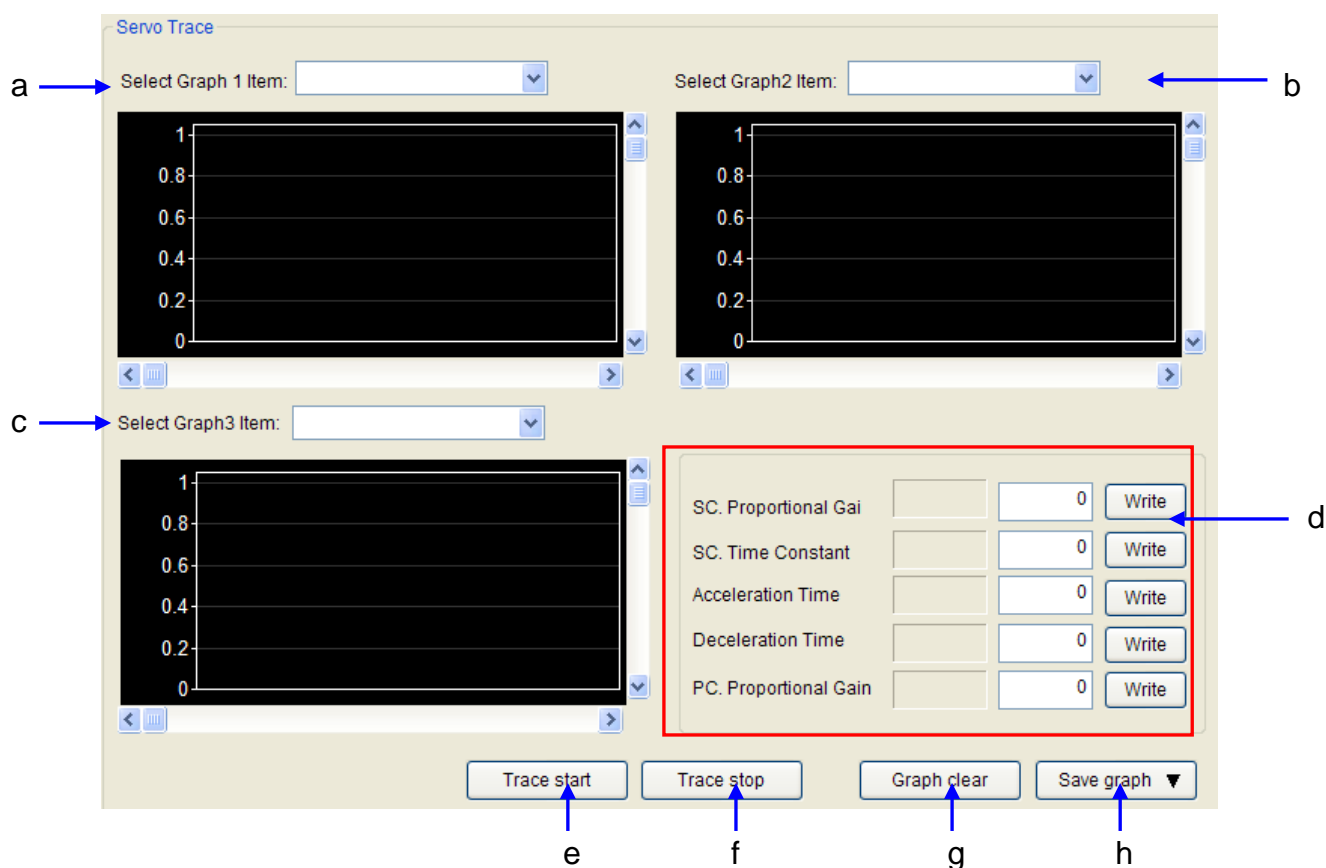 Servo Trace
a
Select Graph 1 Item:
Select Graph2 Item:
b
1
0.8
0.6
0.4
0.2
0
1
0.8
0.6
0.4
0.2
0
c
Select Graph3 Item:
1
0.8
0.6
0.4
0.2
0
SC. Proportional Gai 0 Write
d
SC. Time Constant 0 Write
Acceleration Time 0 Write
Deceleration Time 0 Write
PC. Proportional Gain 0 Write
Trace start Trace stop Graph clear Save graph ▼
e f g h